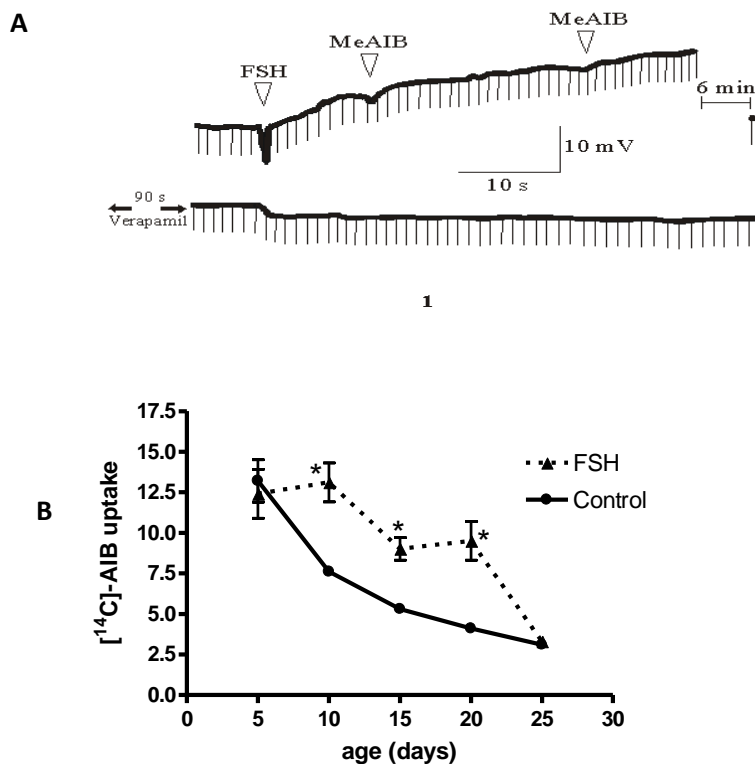 A
MeAIB
MeAIB
FSH
6 min
10 mV
10 s
90 s
Verapamil
1
B
[¹⁴C]-AIB uptake
17.5
15.0
12.5
10.0
7.5
5.0
2.5
0.0
*
*
*
FSH
Control
0 5 10 15 20 25 30
age (days)